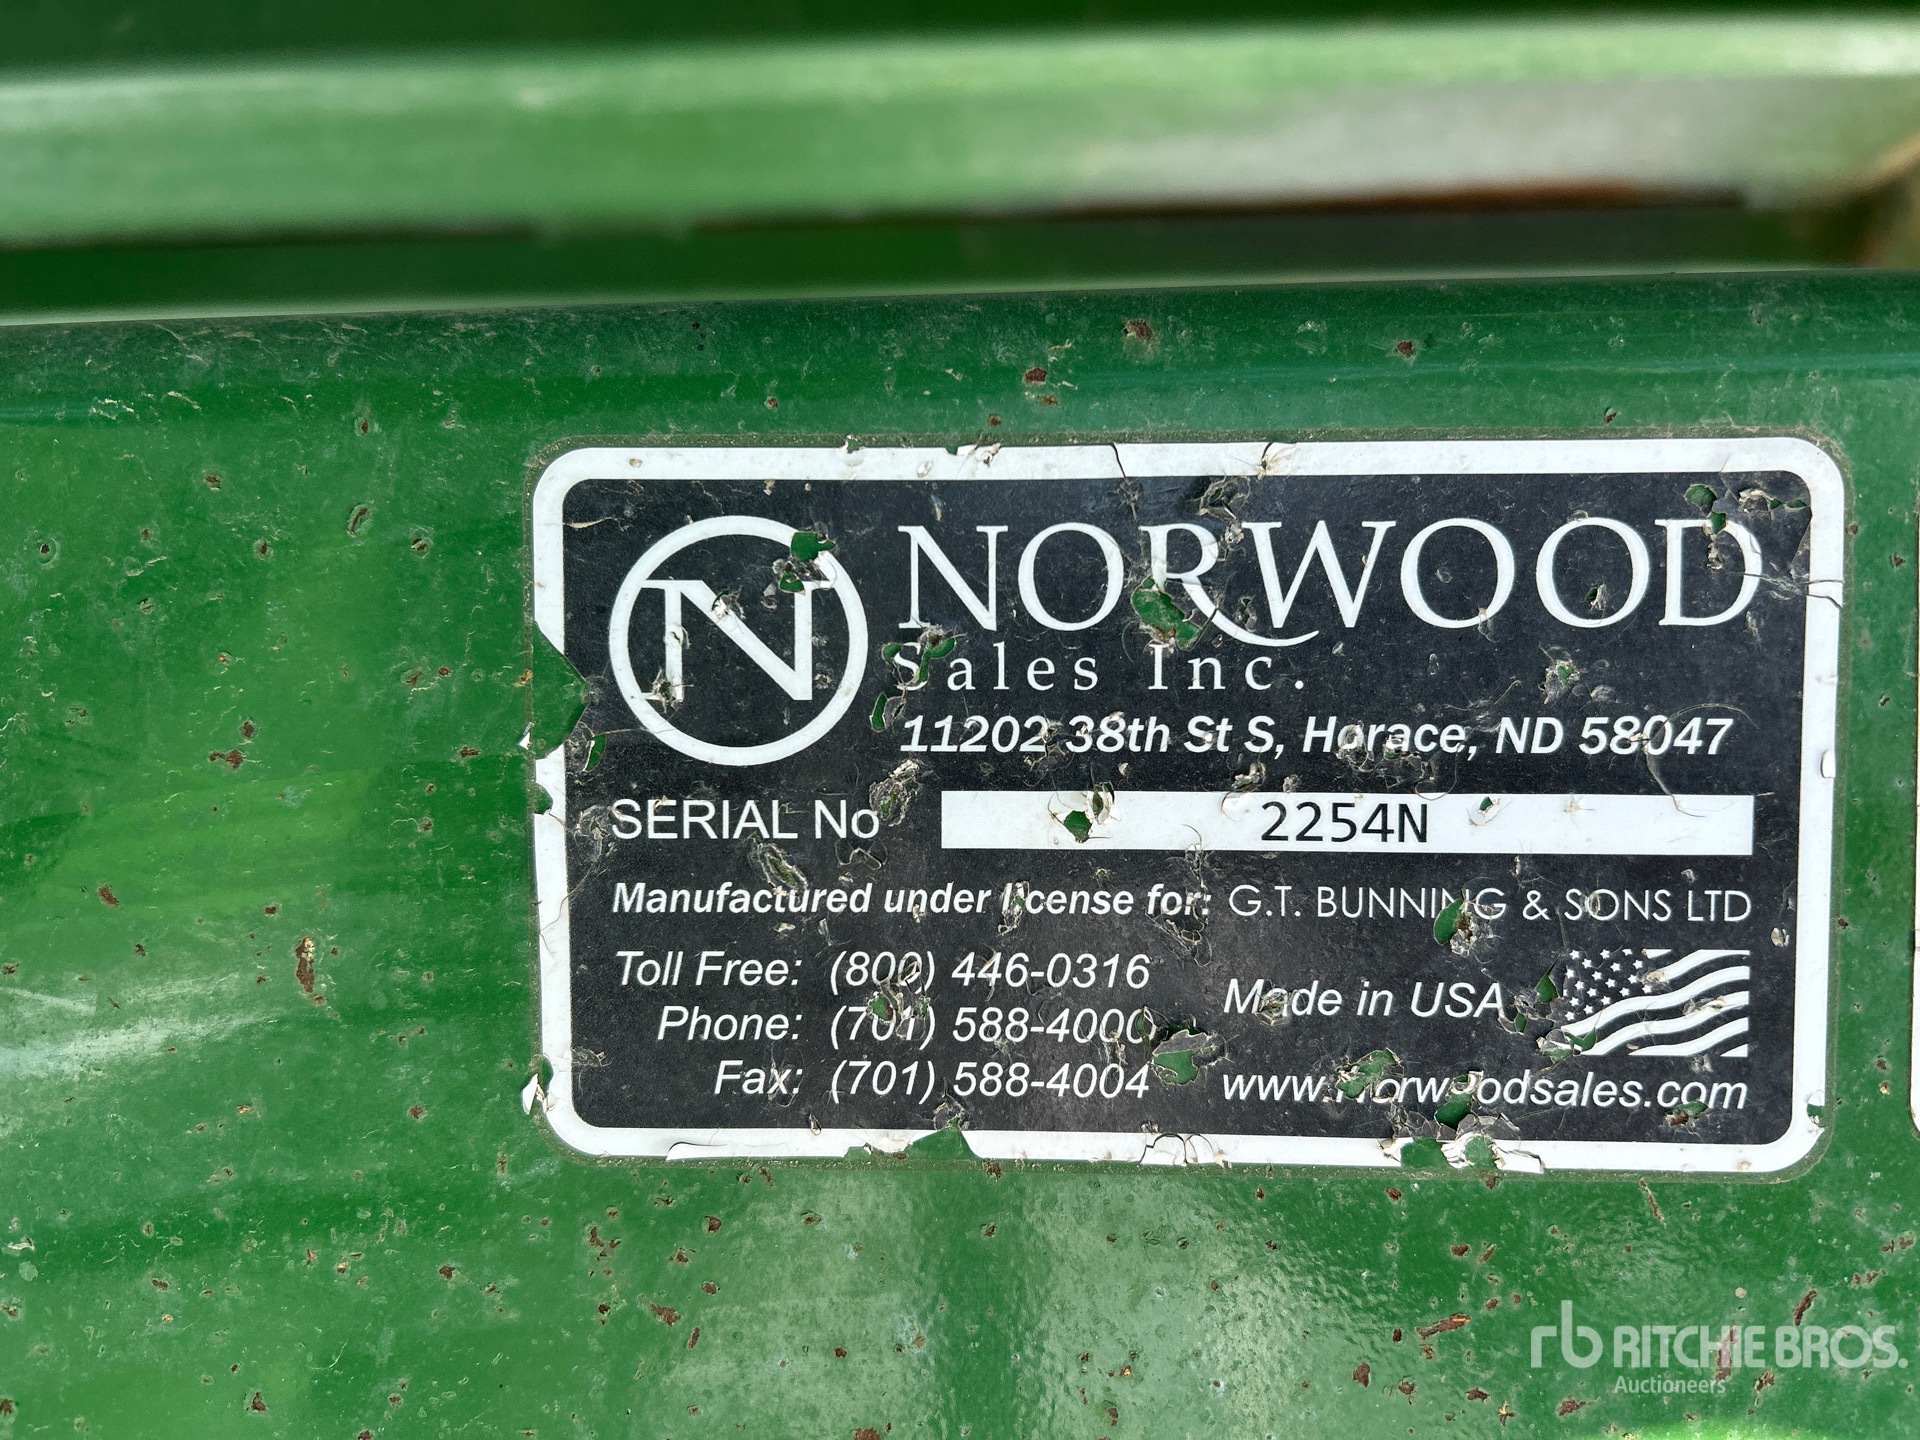 N
NORWOOD
Sales Inc.
11202 38th St S, Horace, ND 58047
SERIAL No 2254N
Manufactured under license for: G.T. BUNNING & SONS LTD
Toll Free: (800) 446-0316
Phone: (701) 588-4000
Fax: (701) 588-4004
Made in USA
www.norwoodsales.com
rb RITCHIE BROS.
Auctioneers